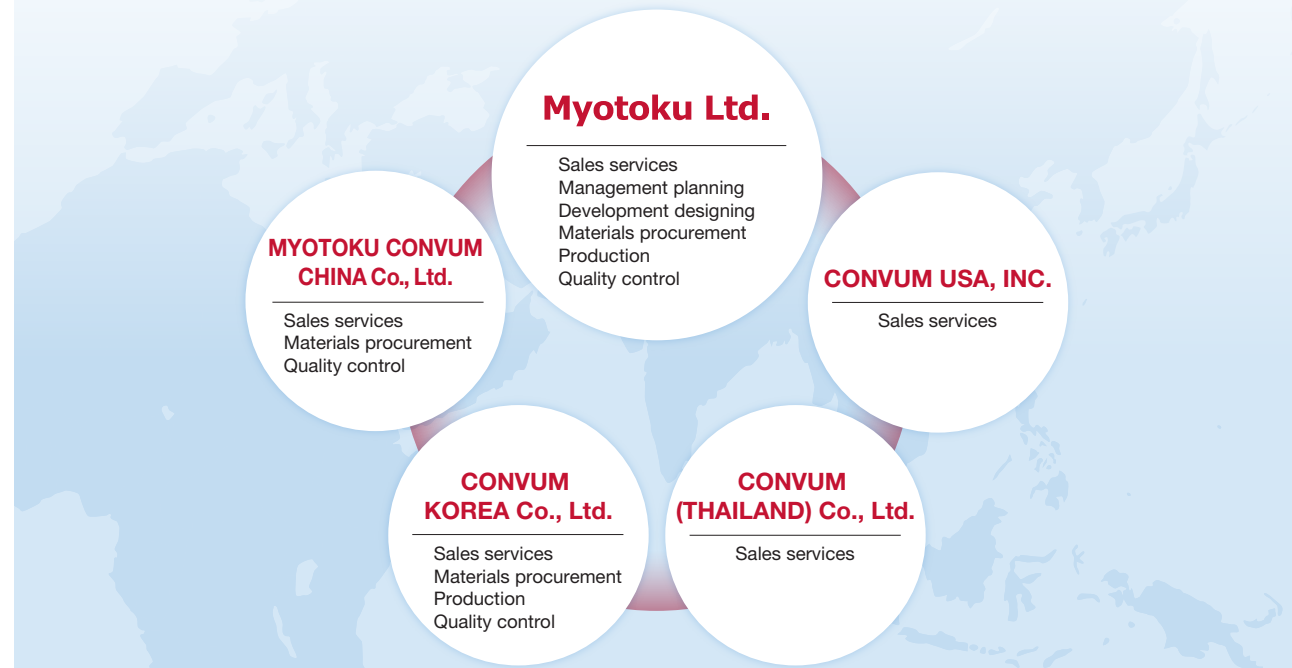 Myotoku Ltd.
Sales services
Management planning
Development designing
Materials procurement
Production
Quality control
MYOTOKU CONVUM
CHINA Co., Ltd.
Sales services
Materials procurement
Quality control
CONVUM USA, INC.
Sales services
CONVUM
KOREA Co., Ltd.
Sales services
Materials procurement
Production
Quality control
CONVUM
(THAILAND) Co., Ltd.
Sales services